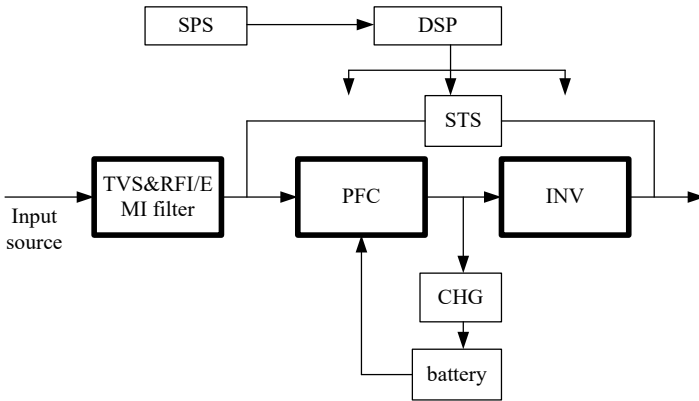 SPS
DSP
STS
TVS&RFI/E
MI filter
PFC
INV
Input
source
CHG
battery